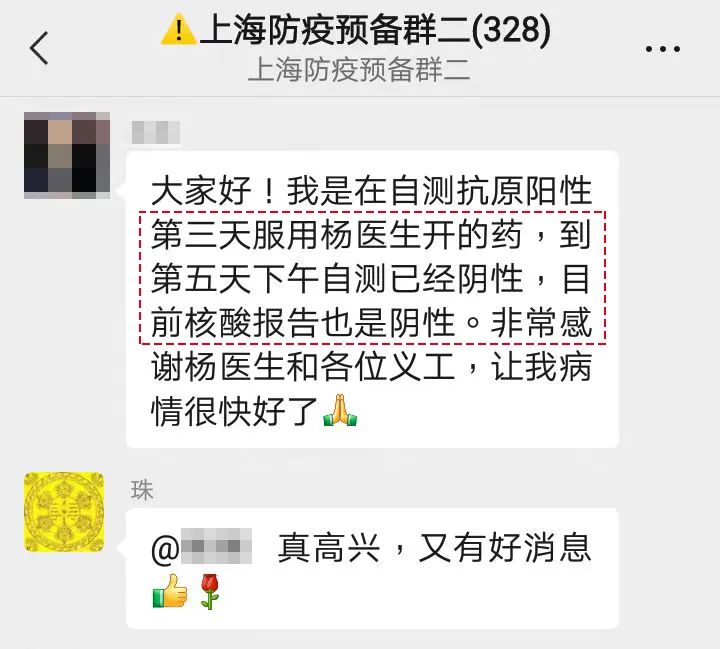 ⚠️上海防疫预备群二(328)
上海防疫预备群二
大家好！我是在自测抗原阳性
第三天服用杨医生开的药，到
第五天下午自测已经阴性，目
前核酸报告也是阴性。非常感
谢杨医生和各位义工，让我病
情很快好了🙏
珠
@ 真高兴，又有好消息
👍🌹